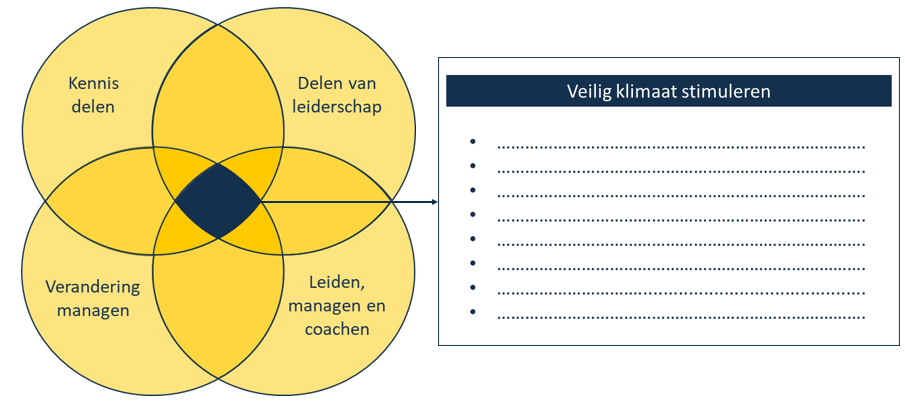 Kennis
delen
Delen van
leiderschap
Verandering
managen
Leiden,
managen en
coachen
Veilig klimaat stimuleren
• ................................................................................
• ................................................................................
• ................................................................................
• ................................................................................
• ................................................................................
• ................................................................................
• ................................................................................
• ................................................................................